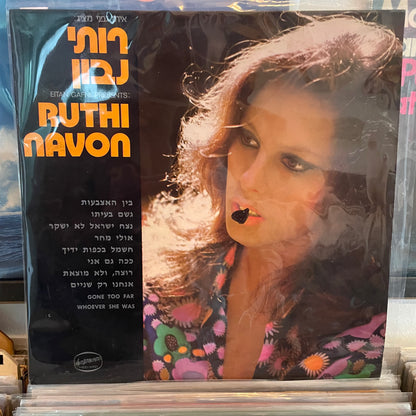 איתן גפני מציג:
רותי
נבון
EITAN GAFNI PRESENTS:
RUTHI
NAVON
בין האצבעות
גשם בעיתו
נצח ישראל לא ישקר
אולי מחר
חשמל בכפות ידיך
ככה גם אני
רוצה, ולא מוצאת
אנחנו רק שניים
GONE TOO FAR
WHOEVER SHE WAS